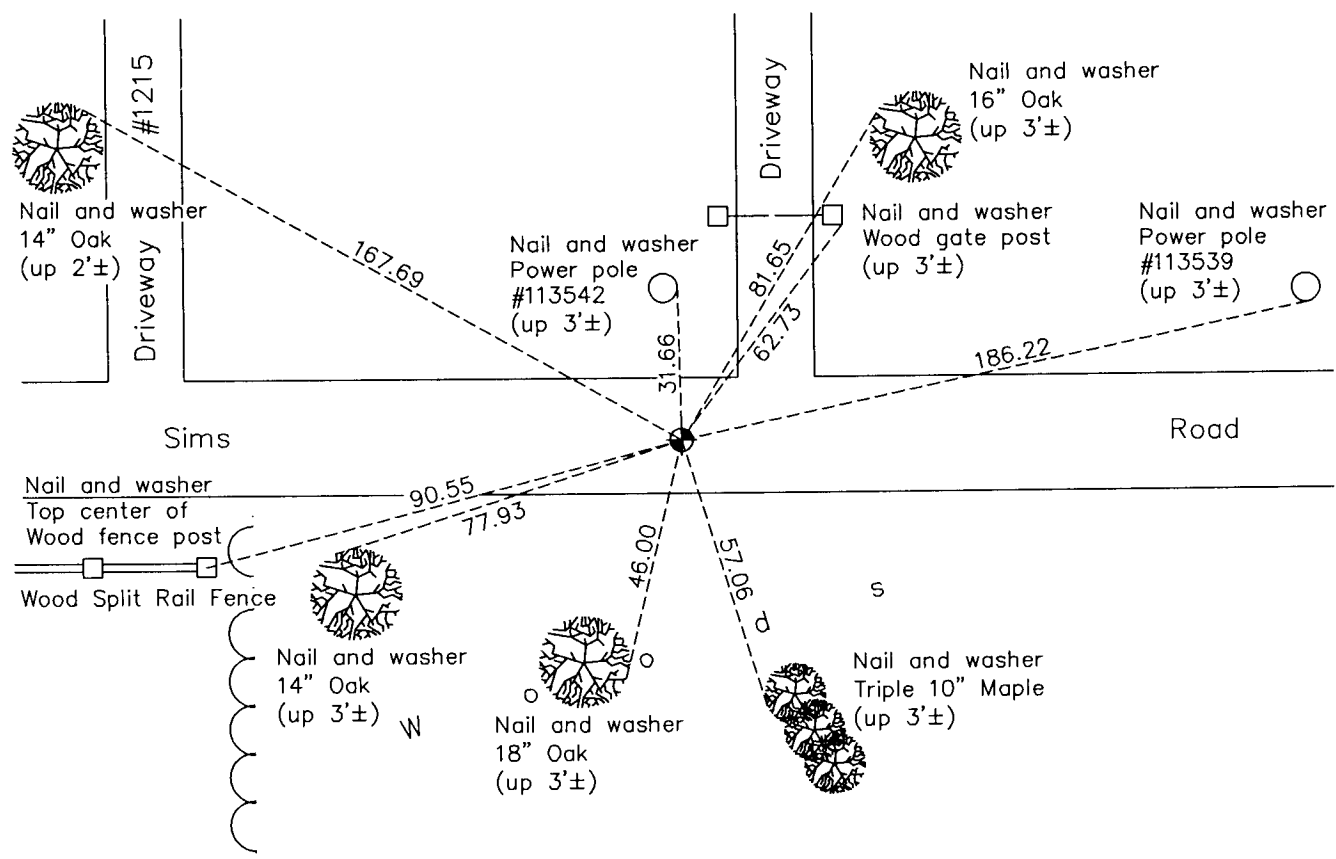 #1215
Driveway
Driveway
Nail and washer
16" Oak
(up 3'±)
Nail and washer
14" Oak
(up 2'±)
167.69
Nail and washer
Power pole
#113542
(up 3'±)
31.66
81.65
62.73
Nail and washer
Wood gate post
(up 3'±)
Nail and washer
Power pole
#113539
(up 3'±)
186.22
Sims
Road
Nail and washer
Top center of
Wood fence post
90.55
77.93
46.00
57.06
Wood Split Rail Fence
Nail and washer
14" Oak
(up 3'±)
W o o d s
Nail and washer
18" Oak
(up 3'±)
Nail and washer
Triple 10" Maple
(up 3'±)